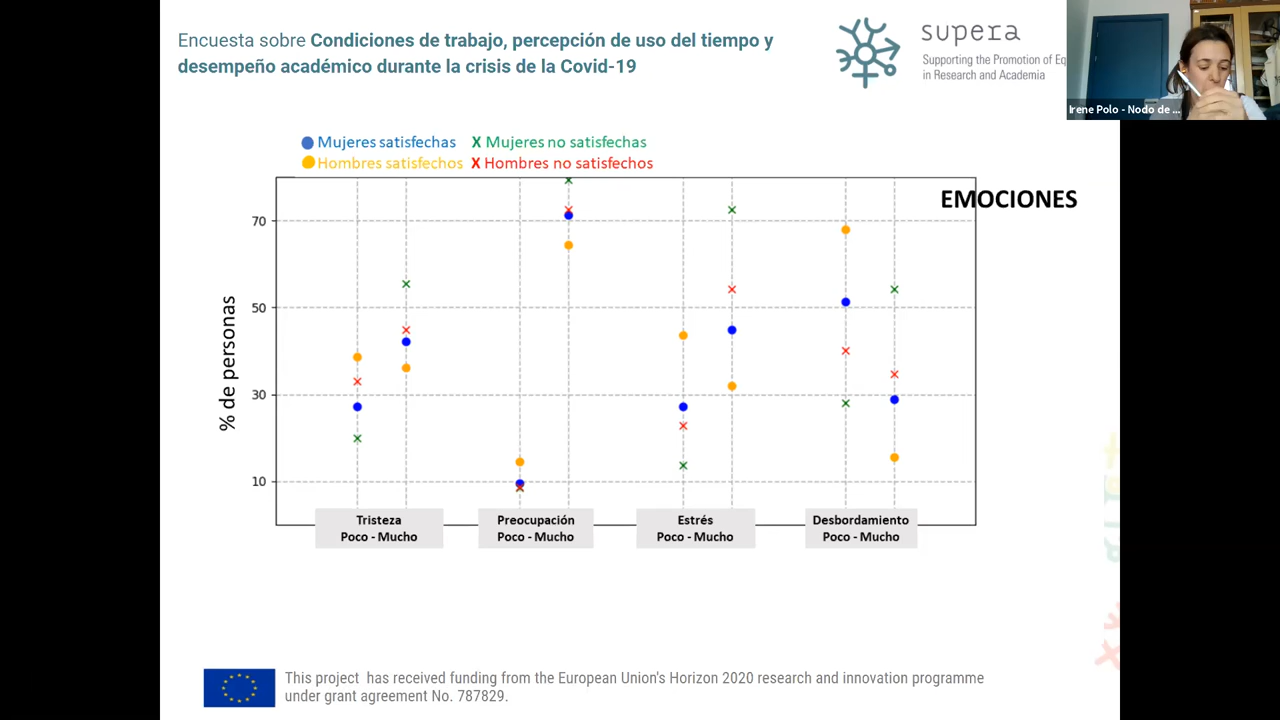 Encuesta sobre Condiciones de trabajo, percepción de uso del tiempo y
desempeño académico durante la crisis de la Covid-19
supera
Supporting the Promotion of Eq
in Research and Academia
Irene Polo - Nodo de ...
Mujeres satisfechas X Mujeres no satisfechas
Hombres satisfechos X Hombres no satisfechos
EMOCIONES
% de personas
70
50
30
10
Tristeza
Poco - Mucho
Preocupación
Poco - Mucho
Estrés
Poco - Mucho
Desbordamiento
Poco - Mucho
This project has received funding from the European Union's Horizon 2020 research and innovation programme
under grant agreement No. 787829.